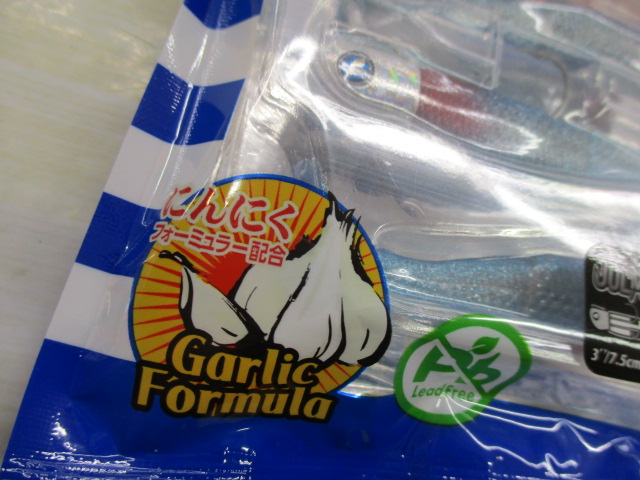 にんにく
フォーミュラー配合
Garlic
Formula
Lead Free
3"/7.5cm